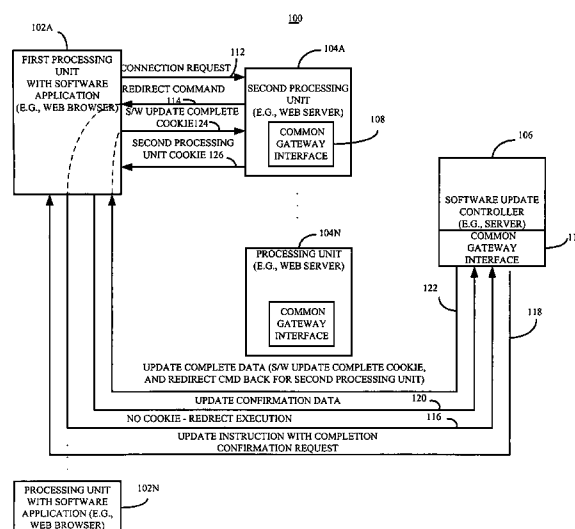 100
102A
FIRST PROCESSING
UNIT
WITH SOFTWARE
APPLICATION
(E.G., WEB BROWSER)
CONNECTION REQUEST
112
REDIRECT COMMAND
114
S/W UPDATE COMPLETE
COOKIE124
SECOND PROCESSING
UNIT COOKIE 126
104A
SECOND PROCESSING
UNIT
(E.G., WEB SERVER)
COMMON
GATEWAY
INTERFACE
108
106
SOFTWARE UPDATE
CONTROLLER
(E.G., SERVER)
COMMON
GATEWAY
INTERFACE
104N
PROCESSING UNIT
(E.G., WEB SERVER)
COMMON
GATEWAY
INTERFACE
122
118
UPDATE COMPLETE DATA (S/W UPDATE COMPLETE COOKIE,
AND REDIRECT CMD BACK FOR SECOND PROCESSING UNIT)
UPDATE CONFIRMATION DATA
120
NO COOKIE - REDIRECT EXECUTION
116
UPDATE INSTRUCTION WITH COMPLETION
CONFIRMATION REQUEST
PROCESSING UNIT
WITH SOFTWARE
APPLICATION (E.G.,
WEB BROWSER)
102N